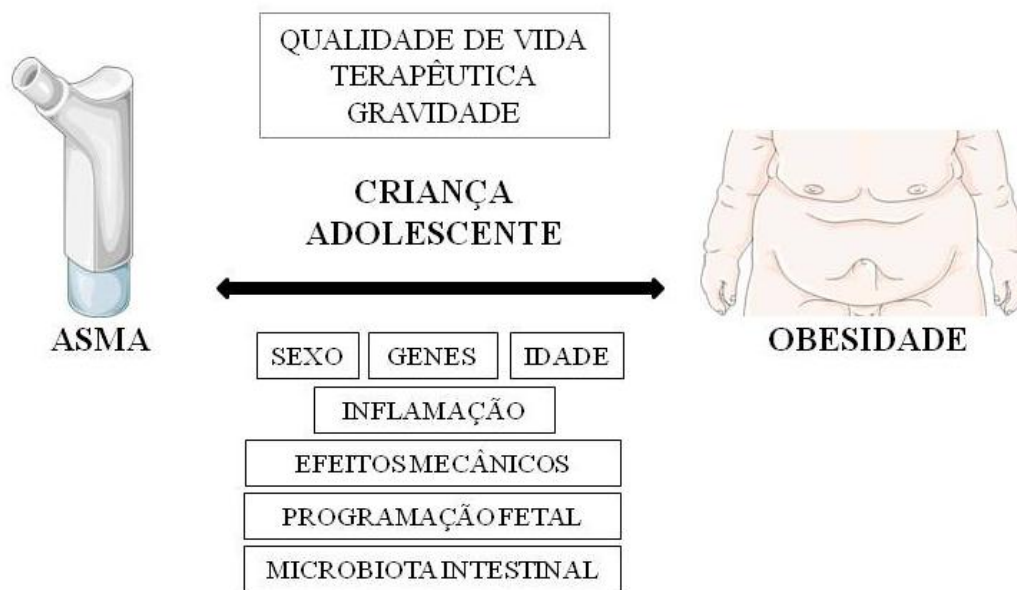 QUALIDADE DE VIDA
TERAPÊUTICA
GRAVIDADE
CRIANÇA
ADOLESCENTE
ASMA
OBESIDADE
SEXO
GENES
IDADE
INFLAMAÇÃO
EFEITOS MECÂNICOS
PROGRAMAÇÃO FETAL
MICROBIOTA INTESTINAL